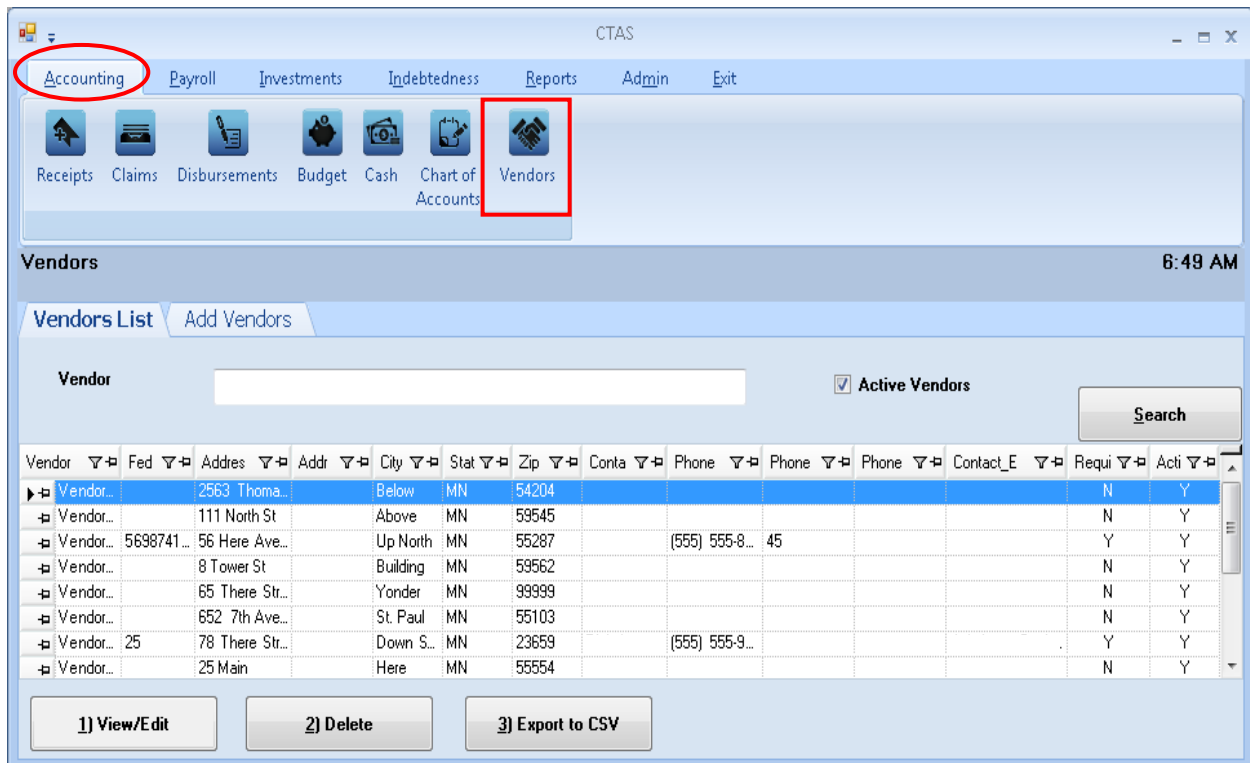 CTAS
Accounting Payroll Investments Indebtedness Reports Admin Exit
Receipts Claims Disbursements Budget Cash Chart of Accounts Vendors
Vendors 6:49 AM
Vendors List Add Vendors
Vendor Active Vendors
Search
Vendor Fed Addres Addr City Stat Zip Conta Phone Phone Phone Contact_E Requi Acti
Vendor... 2563 Thoma... Below MN 54204 N Y
Vendor... 111 North St Above MN 59545 N Y
Vendor... 5698741... 56 Here Ave... Up North MN 55287 (555) 555-8... 45 Y Y
Vendor... 8 Tower St Building MN 59562 N Y
Vendor... 65 There Str... Yonder MN 99999 N Y
Vendor... 652 7th Ave... St. Paul MN 55103 N Y
Vendor... 25 78 There Str... Down S... MN 23659 (555) 555-9... Y Y
Vendor... 25 Main Here MN 55554 N Y
1) View/Edit 2) Delete 3) Export to CSV